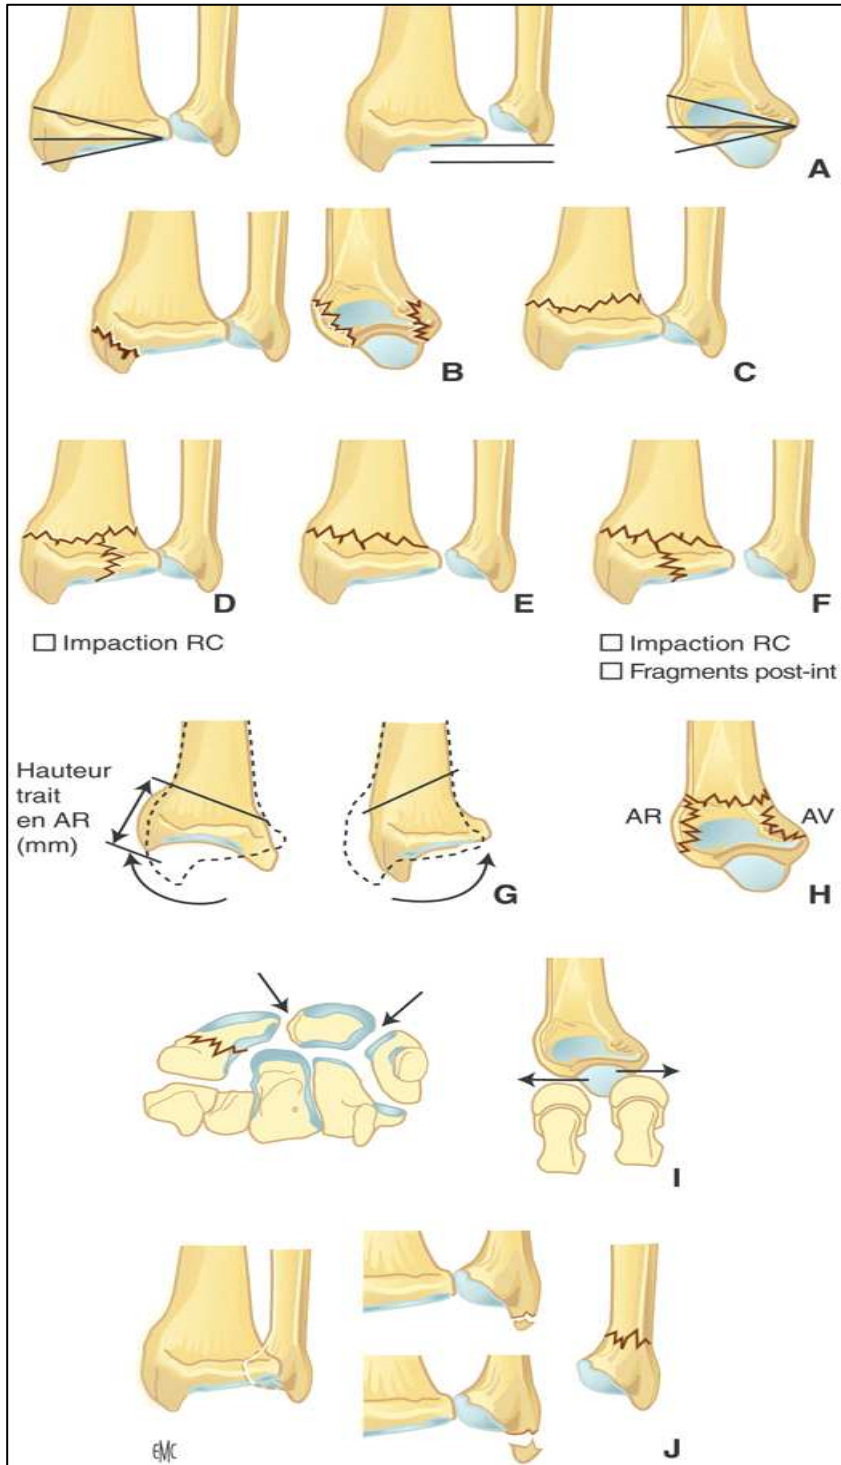 A
B
C
D
E
F
☐ Impaction RC
☐ Impaction RC
☐ Fragments post-int
Hauteur
trait
en AR
(mm)
G
AR
AV
H
I
J
EMC